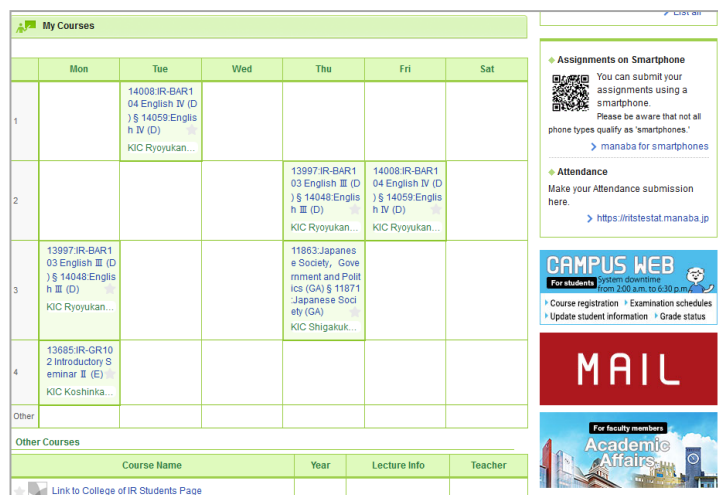 My Courses
Mon Tue Wed Thu Fri Sat
1
14008:IR-BAR1
04 English Ⅳ (D
) § 14059:Englis
h Ⅳ (D)
KIC Ryoyukan...
2
13997:IR-BAR1
03 English Ⅲ (D
) § 14048:Englis
h Ⅲ (D)
KIC Ryoyukan...
14008:IR-BAR1
04 English Ⅳ (D
) § 14059:Englis
h Ⅳ (D)
KIC Ryoyukan...
3
13997:IR-BAR1
03 English Ⅲ (D
) § 14048:Englis
h Ⅲ (D)
KIC Ryoyukan...
11863:Japanes
e Society, Gove
rnment and Polit
ics (GA) § 11871
:Japanese Soci
ety (GA)
KIC Shigakuk...
4
13685:IR-GR10
2 Introductory S
eminar Ⅱ (E)
KIC Koshinka...
Other
Other Courses
Course Name Year Lecture Info Teacher
Link to College of IR Students Page
List all
Assignments on Smartphone
You can submit your
assignments using a
smartphone.
Please be aware that not all
phone types qualify as 'smartphones.'
manaba for smartphones
Attendance
Make your Attendance submission
here.
https://ritstestat.manaba.jp
CAMPUS WEB
For students
System downtime
from 2:00 a.m. to 6:30 p.m.
Course registration Examination schedules
Update student information Grade status
MAIL
For faculty members
Academic
Affairs